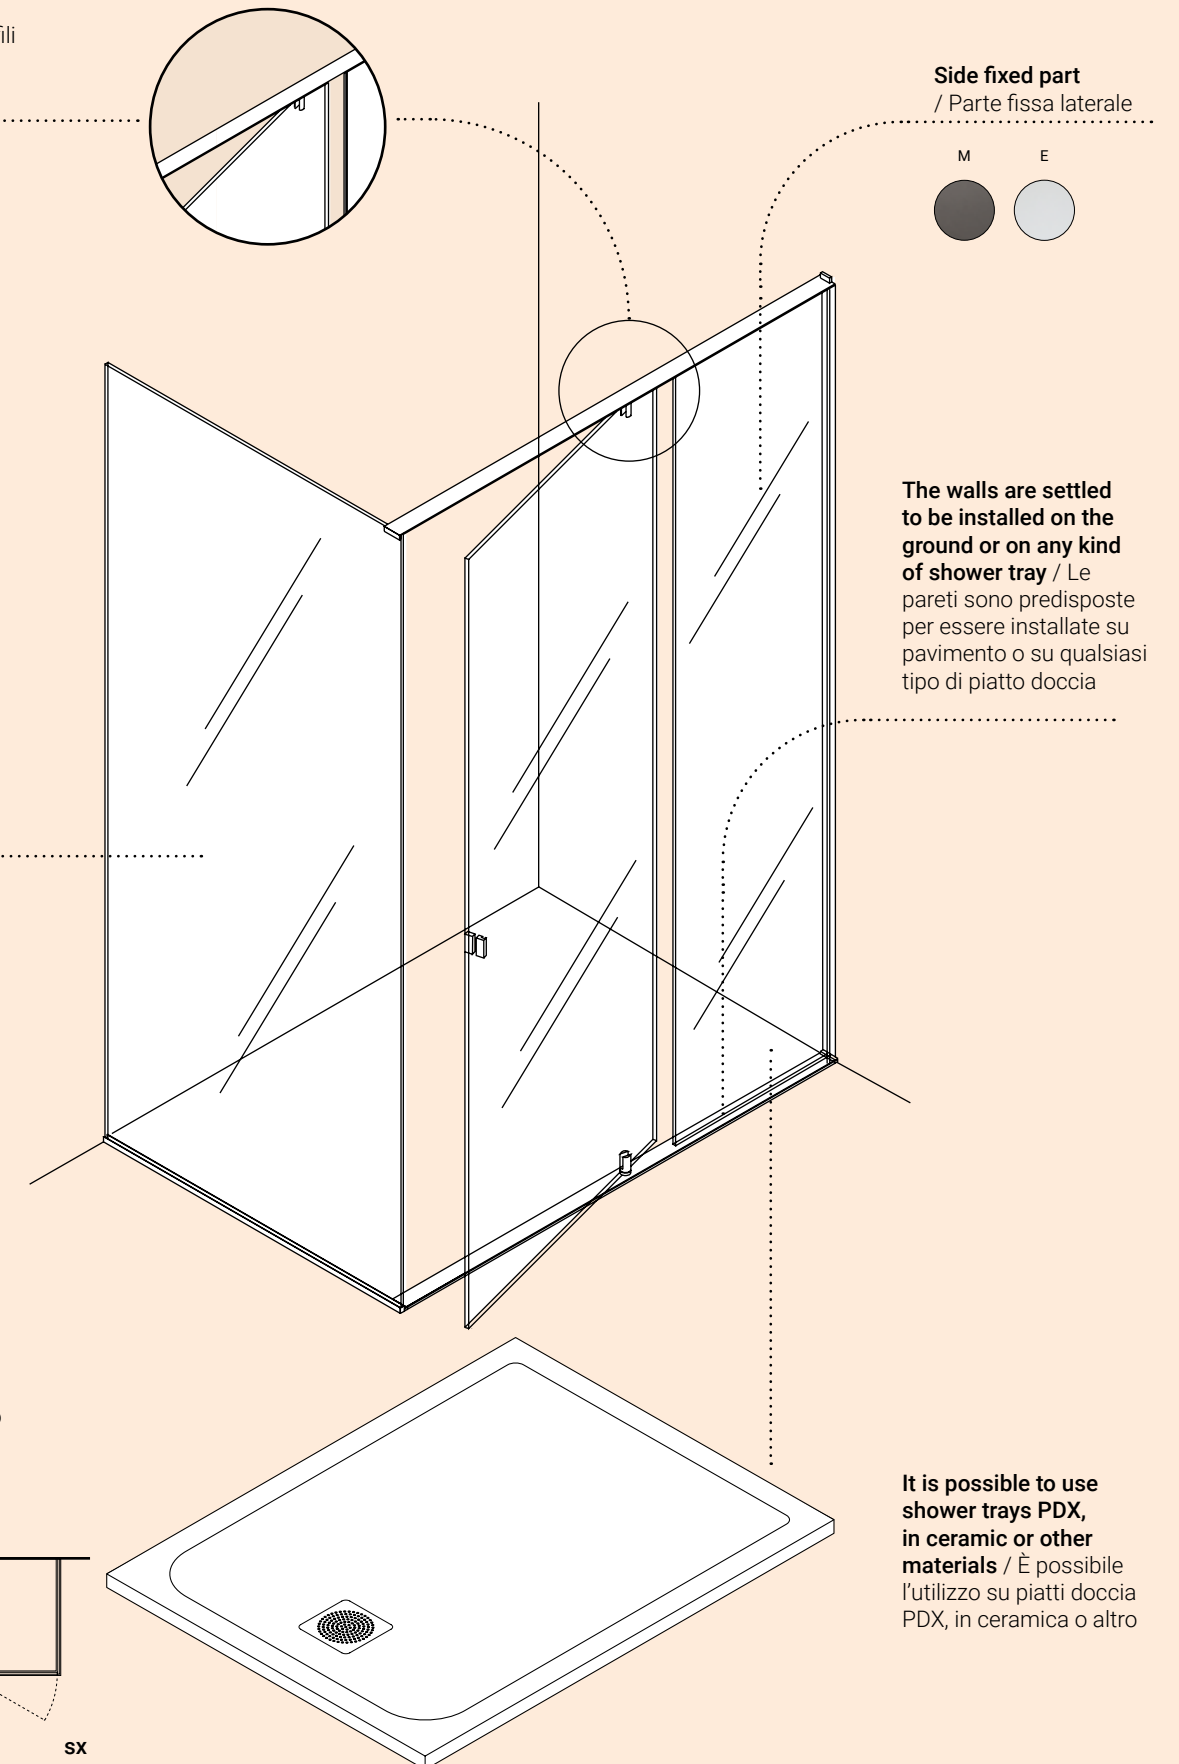 Side fixed part
/ Parte fissa laterale
M E
The walls are settled
to be installed on the
ground or on any kind
of shower tray / Le
pareti sono predisposte
per essere installate su
pavimento o su qualsiasi
tipo di piatto doccia
It is possible to use
shower trays PDX,
in ceramic or other
materials / È possibile
l'utilizzo su piatti doccia
PDX, in ceramica o altro
sx